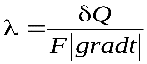 λ = δQ / F|gradt|